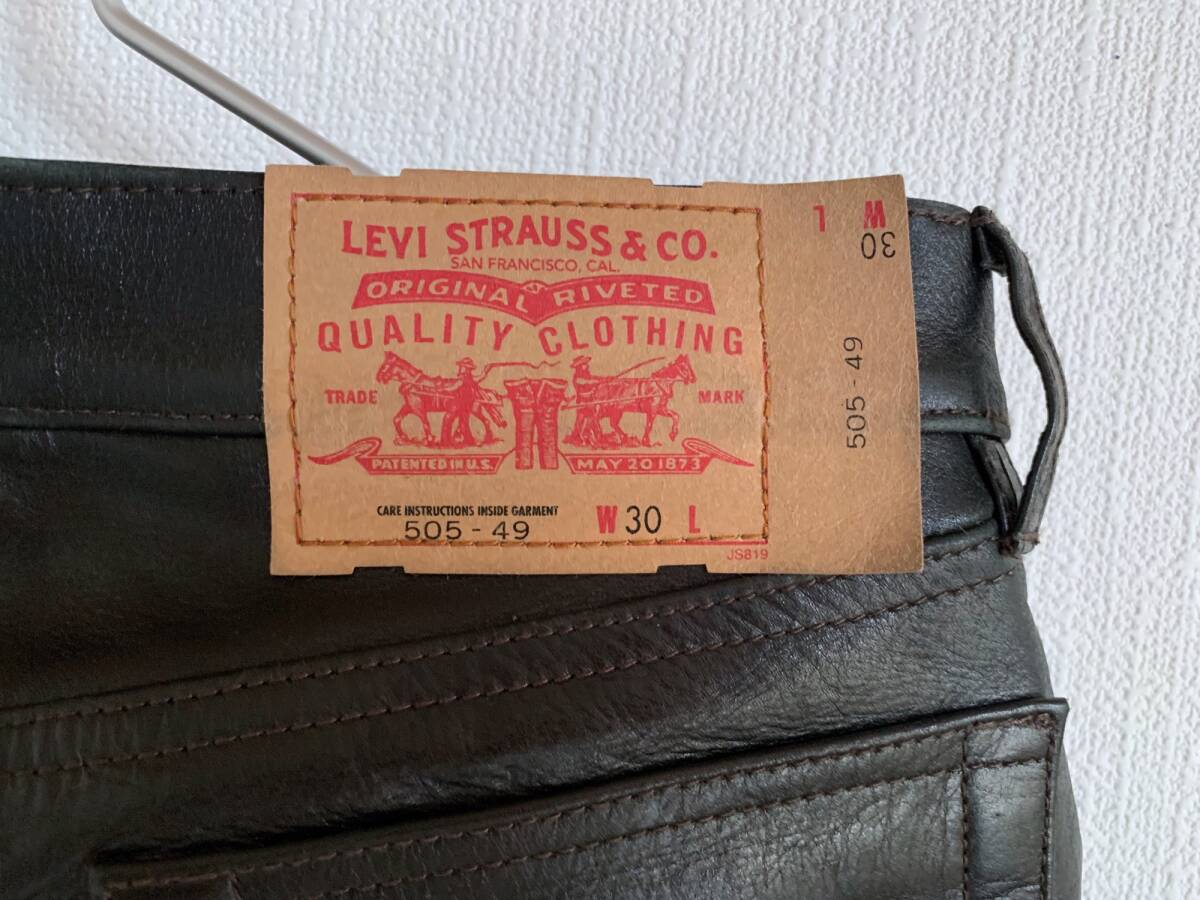 LEVI STRAUSS & CO.
SAN FRANCISCO, CAL.
ORIGINAL RIVETED
QUALITY CLOTHING
TRADE MARK
PATENTED IN U.S. MAY 20 1873
CARE INSTRUCTIONS INSIDE GARMENT
505 - 49 W 30 L
JS819
W L
30
505 - 49